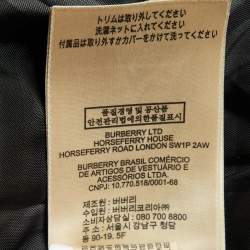 トリムは取り外してください
洗濯ネットに入れてください
付属品は取り外すかカバーをかけて洗ってください
품질경영 및 공산품
안전관리법에의한품질표시
BURBERRY LTD
HORSEFERRY HOUSE
HORSEFERRY ROAD LONDON SW1P 2AW
BURBERRY BRASIL COMÉRCIO
DE ARTIGOS DE VESTUÁRIO E
ACESSÓRIOS LTDA.
CNPJ: 10.770.518/0001-68
제조원 : 버버리
수입원 : 버버리코리아㈜
소비자상담실 : 080 700 8800
주소 : 서울시 강남구 청담
동 90-19. 5F